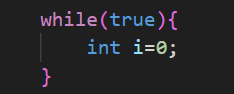 while(true){
    int i=0;
}